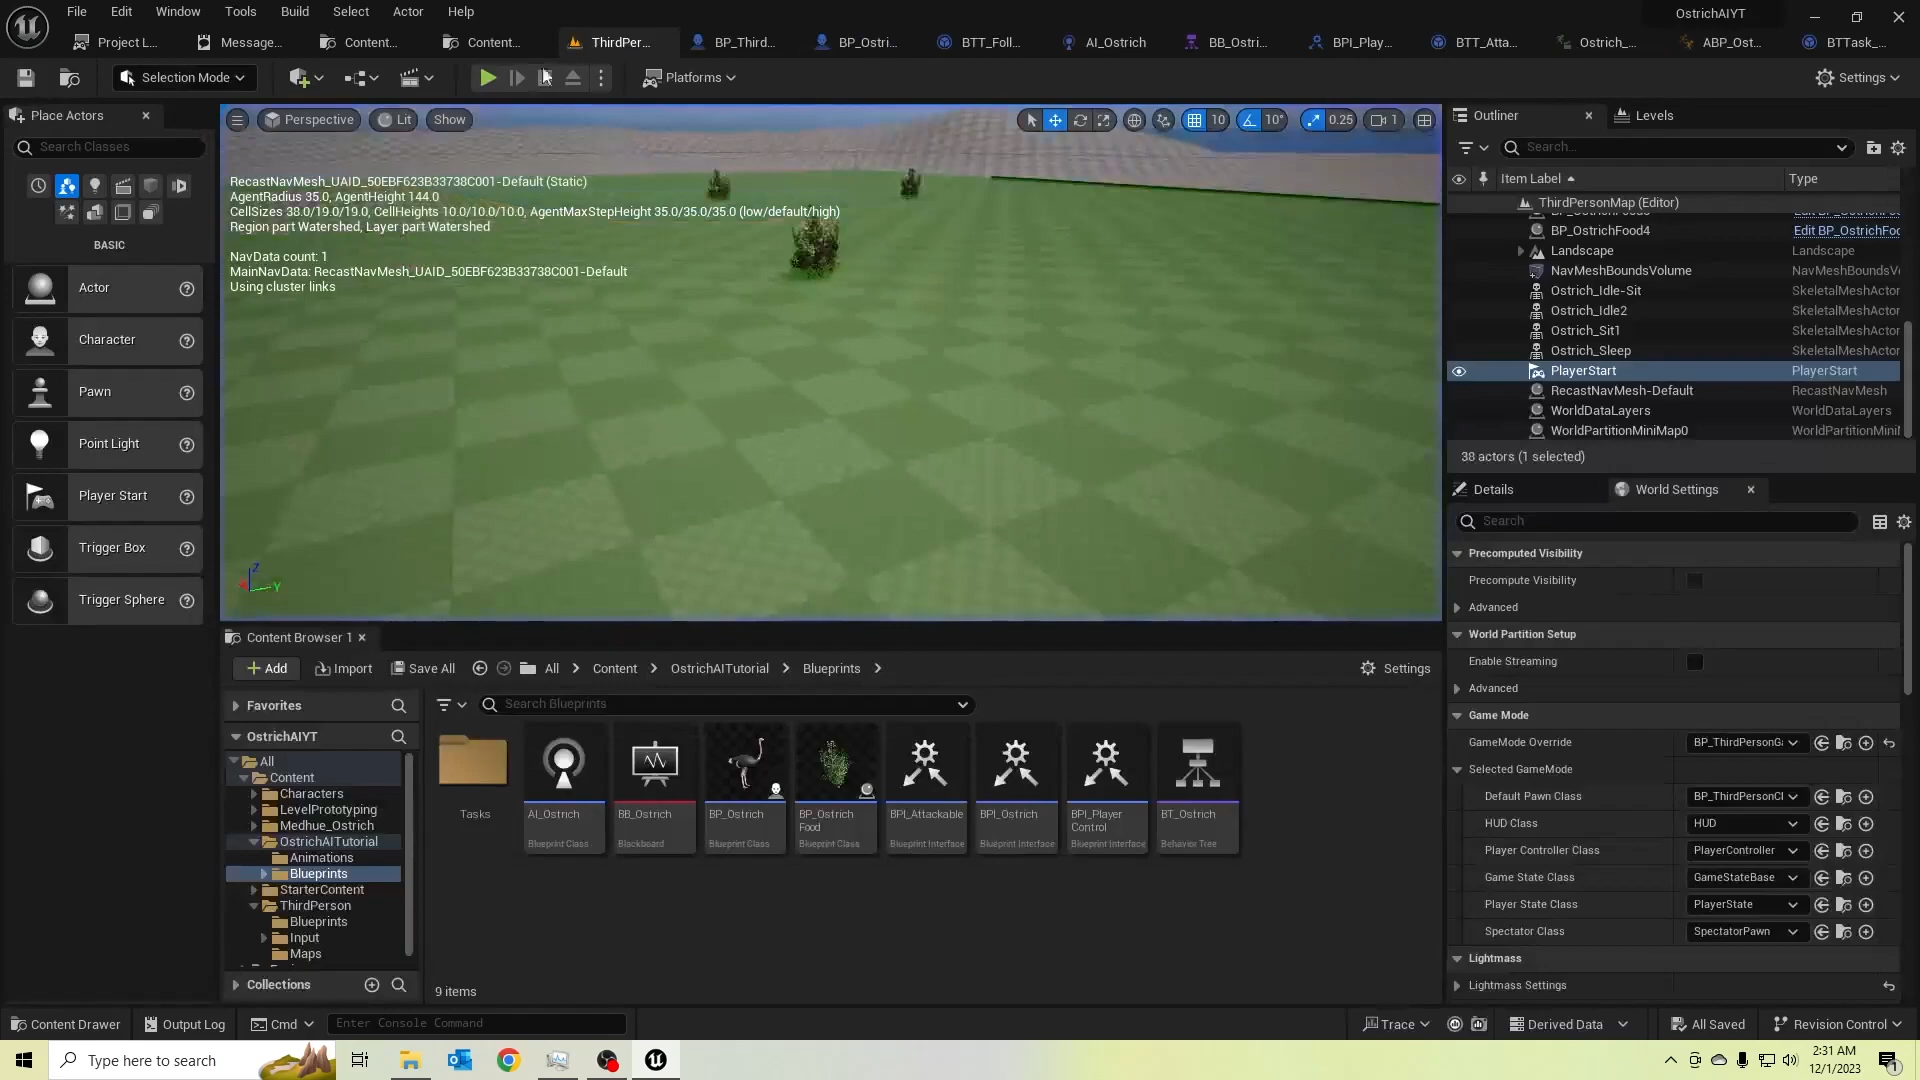 File Edit Window Tools Build Select Actor Help
OstrichAIYT
Project L... Message... Content... Content... ThirdPer... BP_Third... BP_Ostri... BTT_Foll... AI_Ostrich BB_Ostri... BPI_Play... BTT_Atta... Ostrich_... ABP_Ost... BTTask_...
Selection Mode Platforms Settings
Place Actors
Search Classes
BASIC
Actor
Character
Pawn
Point Light
Player Start
Trigger Box
Trigger Sphere
Perspective Lit Show 10 10° 0.25 1
RecastNavMesh_UAID_50EBF623B33738C001-Default (Static)
AgentRadius 35.0, AgentHeight 144.0
CellSizes 38.0/19.0/19.0, CellHeights 10.0/10.0/10.0, AgentMaxStepHeight 35.0/35.0/35.0 (low/default/high)
Region part Watershed, Layer part Watershed
NavData count: 1
MainNavData: RecastNavMesh_UAID_50EBF623B33738C001-Default
Using cluster links
Z
Y
Outliner Levels
Search...
Item Label Type
ThirdPersonMap (Editor)
BP_OstrichFood4 Edit BP_OstrichFoo
Landscape Landscape
NavMeshBoundsVolume NavMeshBoundsV
Ostrich_Idle-Sit SkeletalMeshActor
Ostrich_Idle2 SkeletalMeshActor
Ostrich_Sit1 SkeletalMeshActor
Ostrich_Sleep SkeletalMeshActor
PlayerStart PlayerStart
RecastNavMesh-Default RecastNavMesh
WorldDataLayers WorldDataLayers
WorldPartitionMiniMap0 WorldPartitionMini
38 actors (1 selected)
Details World Settings
Search
Precomputed Visibility
Precompute Visibility
Advanced
World Partition Setup
Enable Streaming
Advanced
Game Mode
GameMode Override BP_ThirdPersonGa
Selected GameMode
Default Pawn Class BP_ThirdPersonCl
HUD Class HUD
Player Controller Class PlayerController
Game State Class GameStateBase
Player State Class PlayerState
Spectator Class SpectatorPawn
Lightmass
Lightmass Settings
Content Browser 1
Add Import Save All All Content OstrichAITutorial Blueprints Settings
Favorites
OstrichAIYT
All
Content
Characters
LevelPrototyping
Medhue_Ostrich
OstrichAITutorial
Animations
Blueprints
StarterContent
ThirdPerson
Blueprints
Input
Maps
Collections
Search Blueprints
Tasks
AI_Ostrich
Blueprint Class
BB_Ostrich
Blackboard
BP_Ostrich
Blueprint Class
BP_Ostrich
Food
Blueprint Class
BPI_Attackable
Blueprint Interface
BPI_Ostrich
Blueprint Interface
BPI_Player
Control
Blueprint Interface
BT_Ostrich
Behavior Tree
9 items
Content Drawer Output Log Cmd Enter Console Command Trace Derived Data All Saved Revision Control
Type here to search
2:31 AM
12/1/2023
1